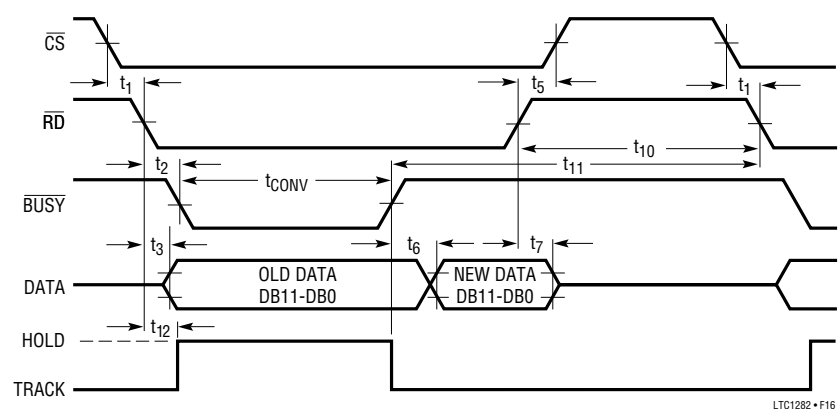 CS
t1
t5
t1
RD
t2
t10
t11
tCONV
BUSY
t3
t6
t7
DATA
OLD DATA
DB11-DB0
NEW DATA
DB11-DB0
t12
HOLD
TRACK
LTC1282 • F16